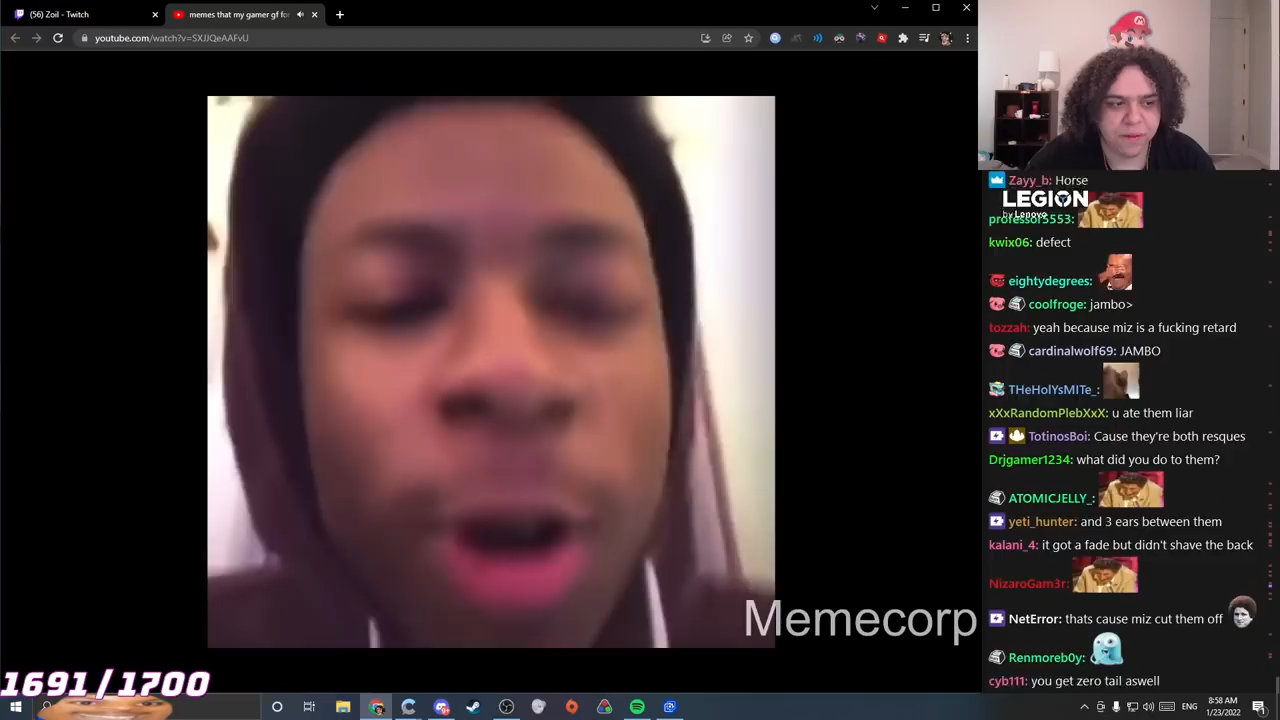 (56) Zoil - Twitch
memes that my gamer gf fo
youtube.com/watch?v=SXJJQeAAFvU
Zayy_b: Horse
LEGION
by Lenovo
professor5553:
kwix06: defect
eightydegrees:
coolfroge: jambo>
tozzah: yeah because miz is a fucking retard
cardinalwolf69: JAMBO
THeHolYsMITe_:
xXxRandomPlebXxX: u ate them liar
TotinosBoi: Cause they're both resques
Drjgamer1234: what did you do to them?
ATOMICJELLY_:
yeti_hunter: and 3 ears between them
kalani_4: it got a fade but didn't shave the back
NizaroGam3r:
NetError: thats cause miz cut them off
Renmoreb0y:
cyb111: you get zero tail aswell
Memecorp
1691/1700
ENG
8:58 AM
1/23/2022